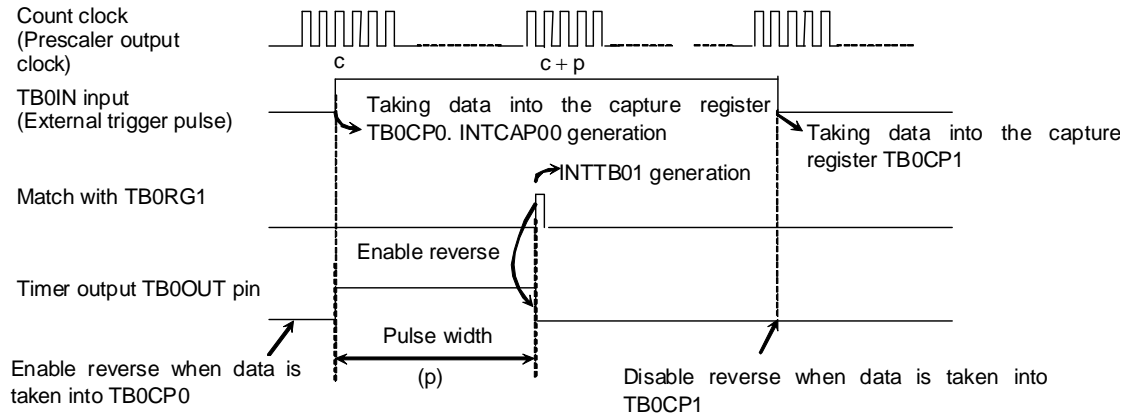 Count clock
(Prescaler output
clock)
c
c + p
TB0IN input
(External trigger pulse)
Taking data into the capture register
TB0CP0. INTCAP00 generation
Taking data into the capture
register TB0CP1
INTTB01 generation
Match with TB0RG1
Enable reverse
Timer output TB0OUT pin
Pulse width
(p)
Enable reverse when data is
taken into TB0CP0
Disable reverse when data is taken into
TB0CP1